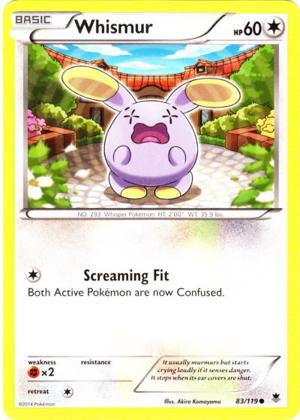 BASIC Whismur HP60
NO. 293 Whisper Pokémon HT: 2'00" WT: 35.9 lbs.
Screaming Fit
Both Active Pokémon are now Confused.
weakness resistance
×2
retreat
It usually murmurs but starts
crying loudly if it senses danger.
It stops when its ear covers are shut.
©2014 Pokémon Illus. Akira Komayama 83/119